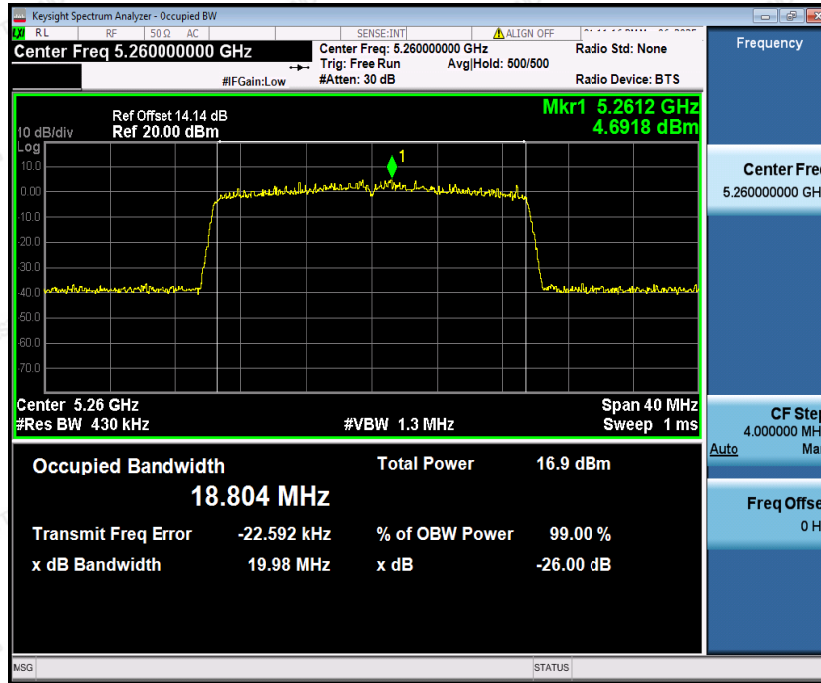 Keysight Spectrum Analyzer - Occupied BW
RL RF 50 Ω AC SENSE:INT ALIGN OFF
Center Freq 5.260000000 GHz
Center Freq: 5.260000000 GHz
Radio Std: None
Trig: Free Run Avg|Hold: 500/500
#IFGain:Low
#Atten: 30 dB
Radio Device: BTS
Ref Offset 14.14 dB
Mkr1 5.2612 GHz
10 dB/div Ref 20.00 dBm
4.6918 dBm
Log
1
10.0
0.00
-10.0
-20.0
-30.0
-40.0
-50.0
-60.0
-70.0
Center 5.26 GHz
Span 40 MHz
#Res BW 430 kHz
#VBW 1.3 MHz
Sweep 1 ms
Occupied Bandwidth
Total Power 16.9 dBm
18.804 MHz
Transmit Freq Error -22.592 kHz
% of OBW Power 99.00 %
x dB Bandwidth 19.98 MHz
x dB -26.00 dB
MSG
STATUS
Frequency
Center Fre
5.260000000 GH
CF Step
4.000000 MH
Auto Ma
Freq Offse
0 H